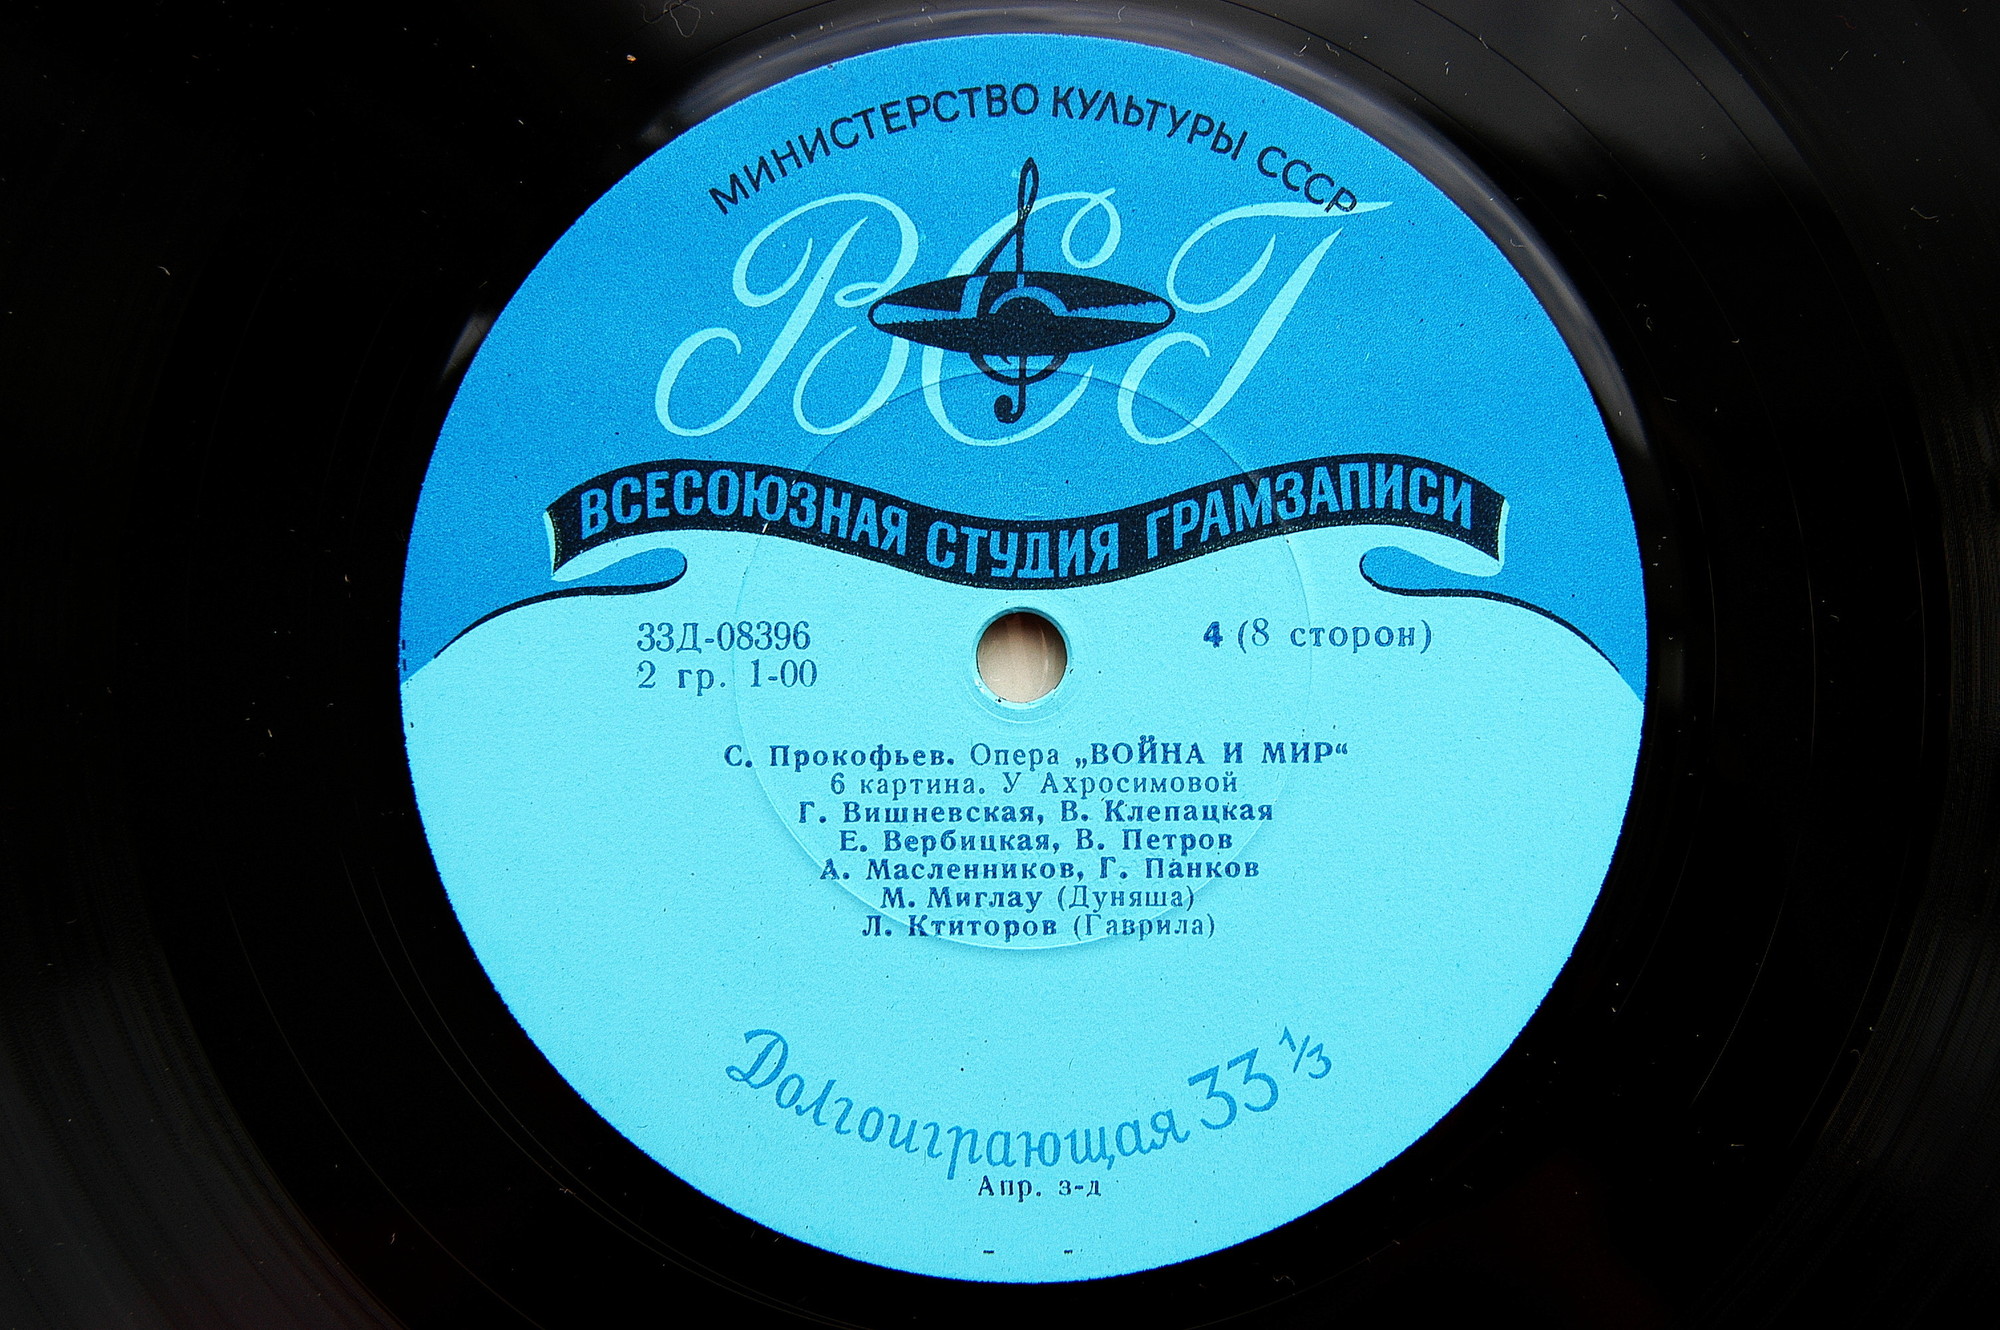 МИНИСТЕРСТВО КУЛЬТУРЫ СССР
ВСГ
ВСЕСОЮЗНАЯ СТУДИЯ ГРАМЗАПИСИ
33Д-08396
4 (8 сторон)
2 гр. 1-00
С. Прокофьев. Опера „ВОЙНА И МИР“
6 картина. У Ахросимовой
Г. Вишневская, В. Клепацкая
Е. Вербицкая, В. Петров
А. Масленников, Г. Панков
М. Миглау (Дуняша)
Л. Ктиторов (Гаврила)
Долгоиграющая 33 1/3
Апр. з-д